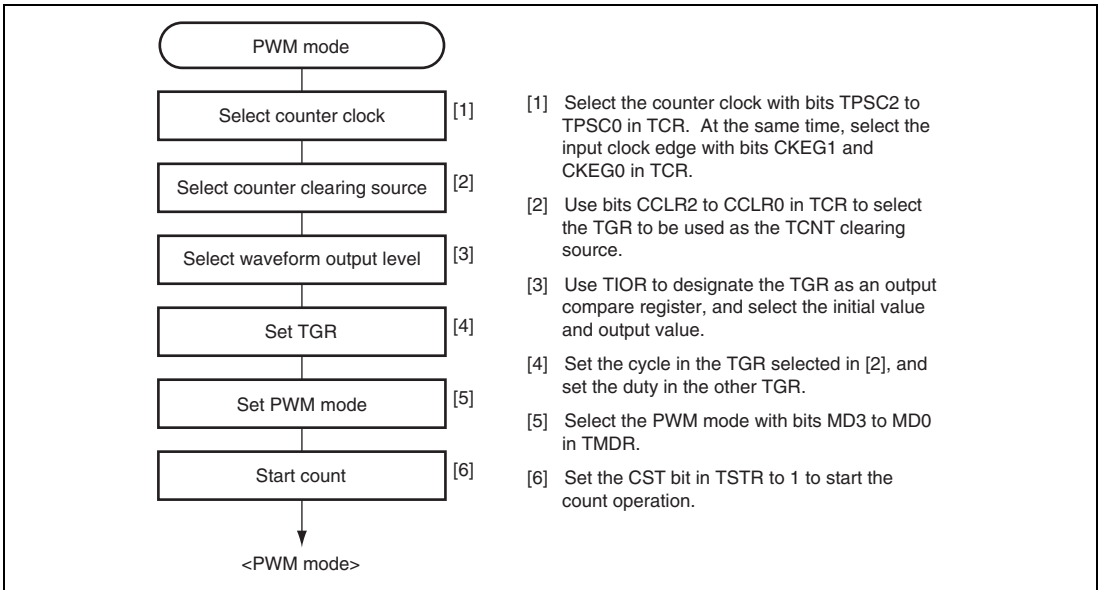 PWM mode
Select counter clock [1]
Select counter clearing source [2]
Select waveform output level [3]
Set TGR [4]
Set PWM mode [5]
Start count [6]
<PWM mode>
[1] Select the counter clock with bits TPSC2 to
TPSC0 in TCR. At the same time, select the
input clock edge with bits CKEG1 and
CKEG0 in TCR.
[2] Use bits CCLR2 to CCLR0 in TCR to select
the TGR to be used as the TCNT clearing
source.
[3] Use TIOR to designate the TGR as an output
compare register, and select the initial value
and output value.
[4] Set the cycle in the TGR selected in [2], and
set the duty in the other TGR.
[5] Select the PWM mode with bits MD3 to MD0
in TMDR.
[6] Set the CST bit in TSTR to 1 to start the
count operation.